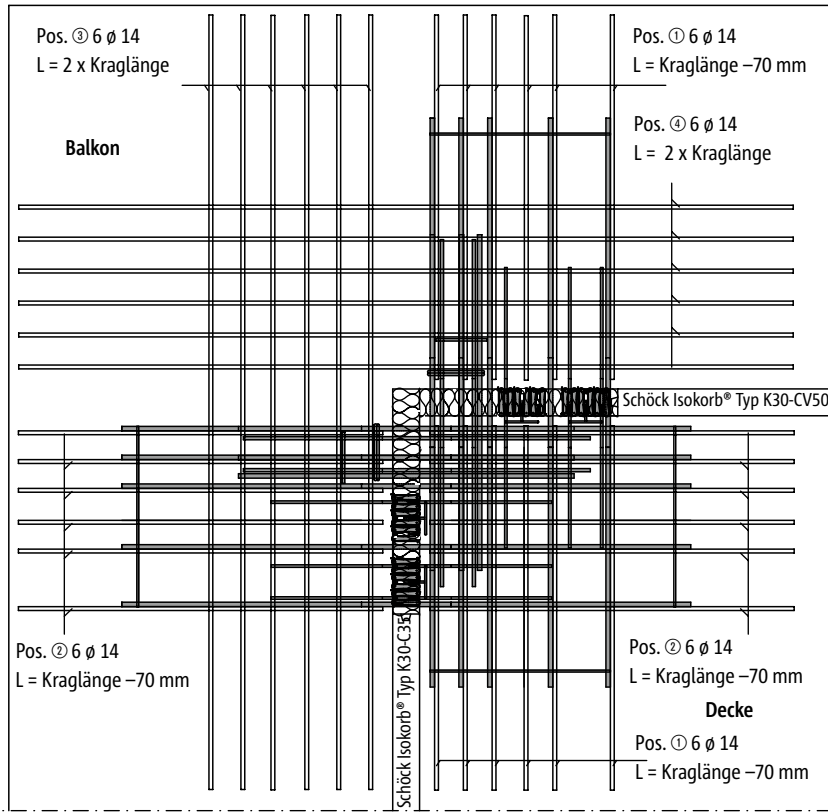 Pos. ③ 6 ø 14
L = 2 x Kraglänge
Pos. ① 6 ø 14
L = Kraglänge –70 mm
Balkon
Pos. ④ 6 ø 14
L = 2 x Kraglänge
Schöck Isokorb® Typ K30-CV50
Schöck Isokorb® Typ K30-C35
Pos. ② 6 ø 14
L = Kraglänge –70 mm
Pos. ② 6 ø 14
L = Kraglänge –70 mm
Decke
Pos. ① 6 ø 14
L = Kraglänge –70 mm